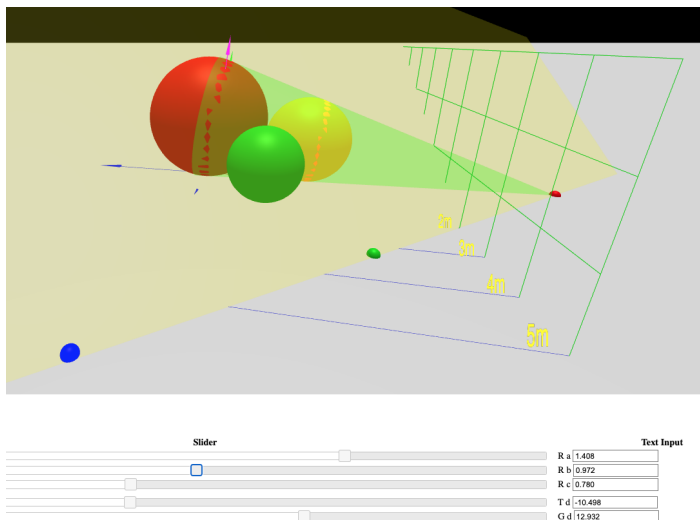 2m
3m
4m
5m
Slider Text Input
R a 1.408
R b 0.972
R c 0.780
T d -10.498
G d 12.932